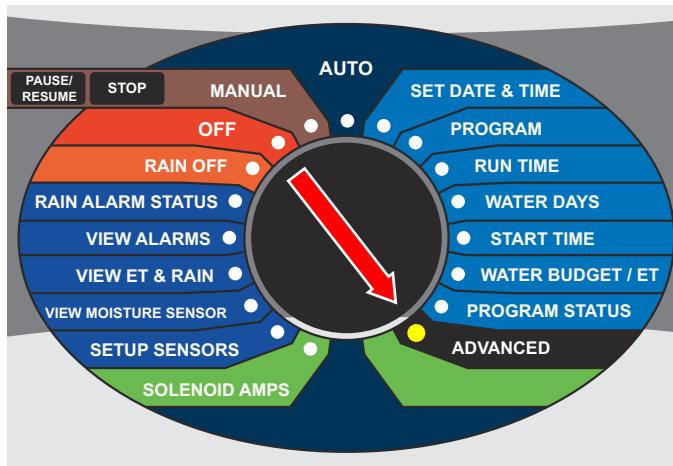 AUTO
PAUSE/
RESUME
STOP
MANUAL
OFF
RAIN OFF
RAIN ALARM STATUS
VIEW ALARMS
VIEW ET & RAIN
VIEW MOISTURE SENSOR
SETUP SENSORS
SOLENOID AMPS
SET DATE & TIME
PROGRAM
RUN TIME
WATER DAYS
START TIME
WATER BUDGET / ET
PROGRAM STATUS
ADVANCED